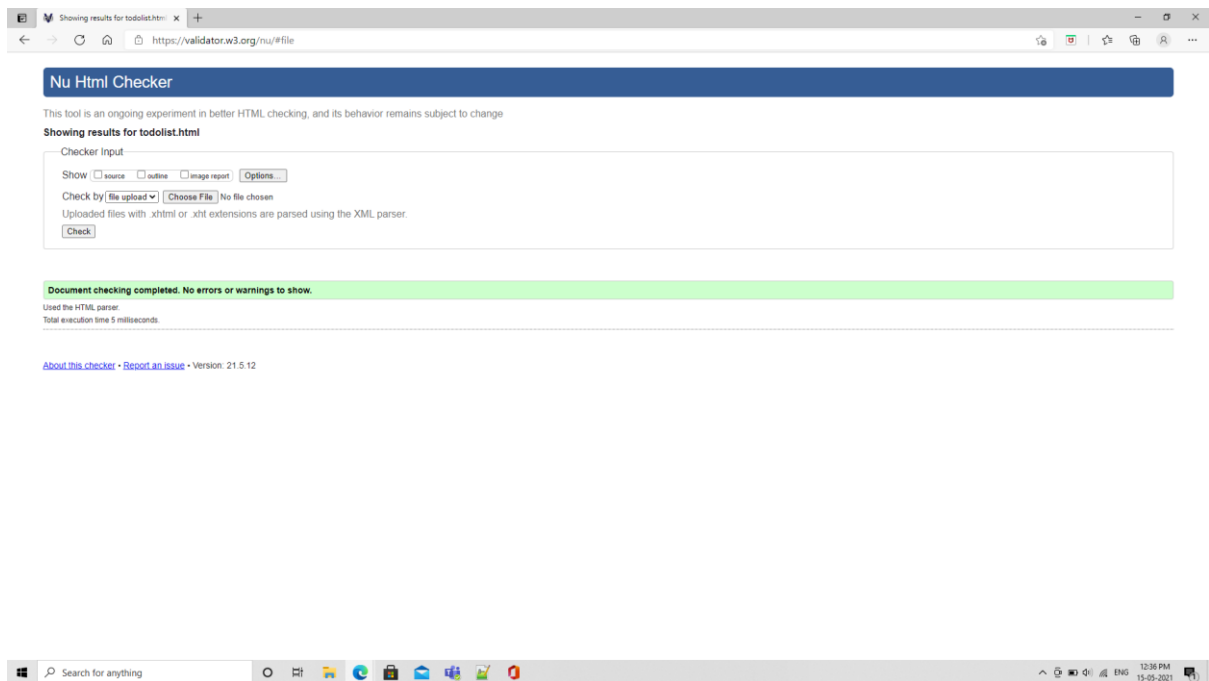 Showing results for todolist.htm
https://validator.w3.org/nu/#file
Nu Html Checker
This tool is an ongoing experiment in better HTML checking, and its behavior remains subject to change
Showing results for todolist.html
Checker Input
Show source outline image report Options...
Check by file upload Choose File No file chosen
Uploaded files with .xhtml or .xht extensions are parsed using the XML parser.
Check
Document checking completed. No errors or warnings to show.
Used the HTML parser.
Total execution time 5 milliseconds.
About this checker • Report an issue • Version: 21.5.12
Search for anything
ENG
12:36 PM
15-05-2021